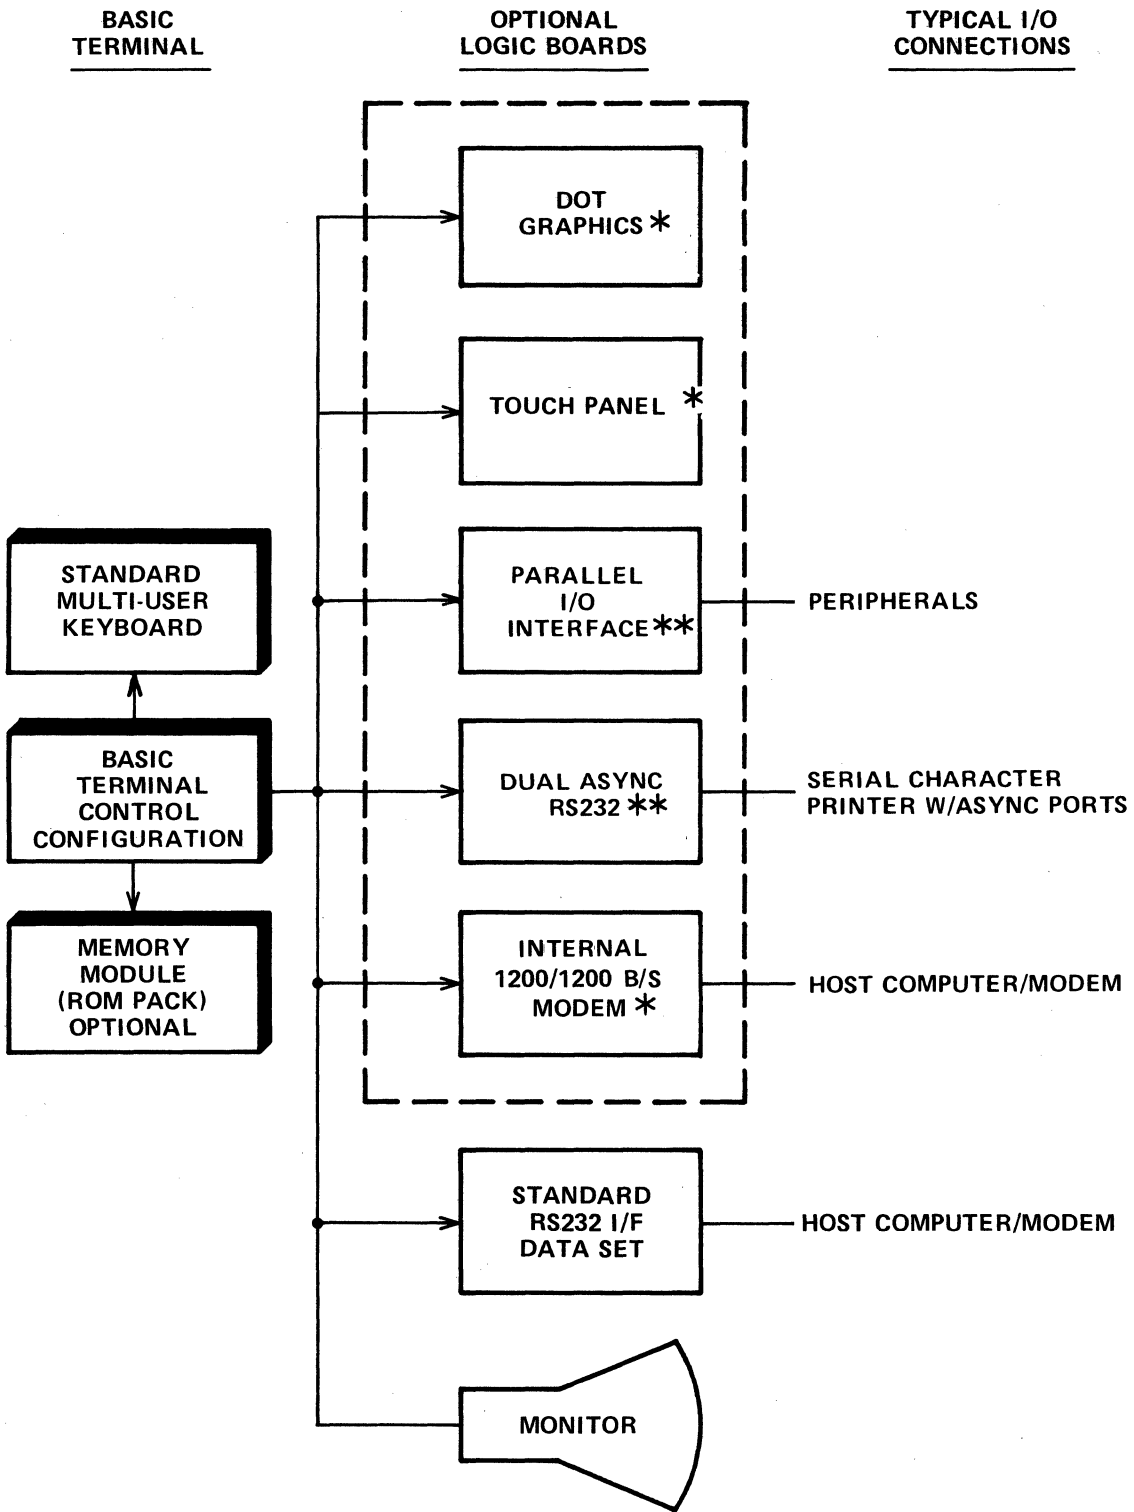 BASIC
TERMINAL
OPTIONAL
LOGIC BOARDS
TYPICAL I/O
CONNECTIONS
DOT
GRAPHICS *
TOUCH PANEL *
STANDARD
MULTI-USER
KEYBOARD
PARALLEL
I/O
INTERFACE **
PERIPHERALS
BASIC
TERMINAL
CONTROL
CONFIGURATION
DUAL ASYNC
RS232 **
SERIAL CHARACTER
PRINTER W/ASYNC PORTS
MEMORY
MODULE
(ROM PACK)
OPTIONAL
INTERNAL
1200/1200 B/S
MODEM *
HOST COMPUTER/MODEM
STANDARD
RS232 I/F
DATA SET
HOST COMPUTER/MODEM
MONITOR